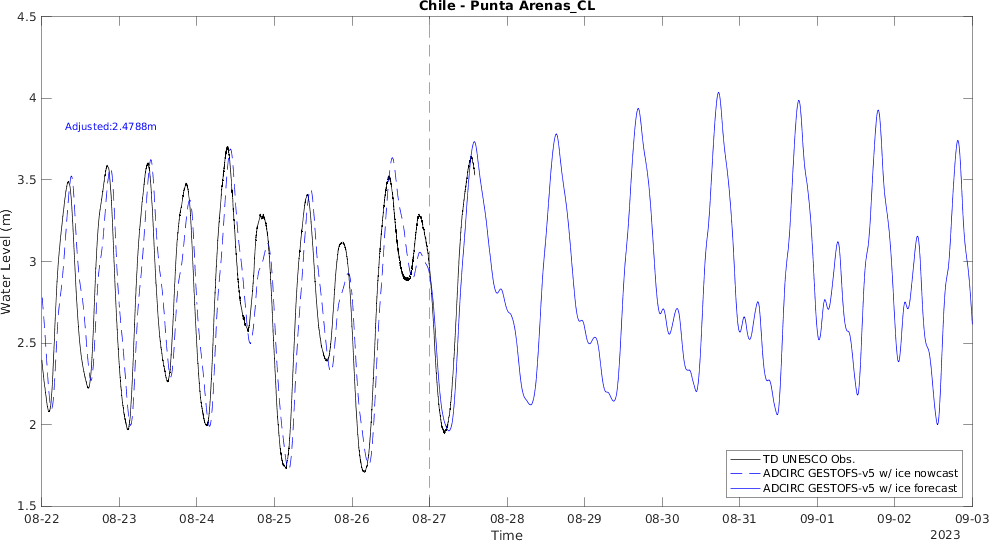 Chile - Punta Arenas_CL
4.5
4
3.5
3
2.5
2
1.5
Water Level (m)
Adjusted:2.4788m
TD UNESCO Obs.
ADCIRC GESTOFS-v5 w/ ice nowcast
ADCIRC GESTOFS-v5 w/ ice forecast
08-22 08-23 08-24 08-25 08-26 08-27 08-28 08-29 08-30 08-31 09-01 09-02 09-03
Time
2023